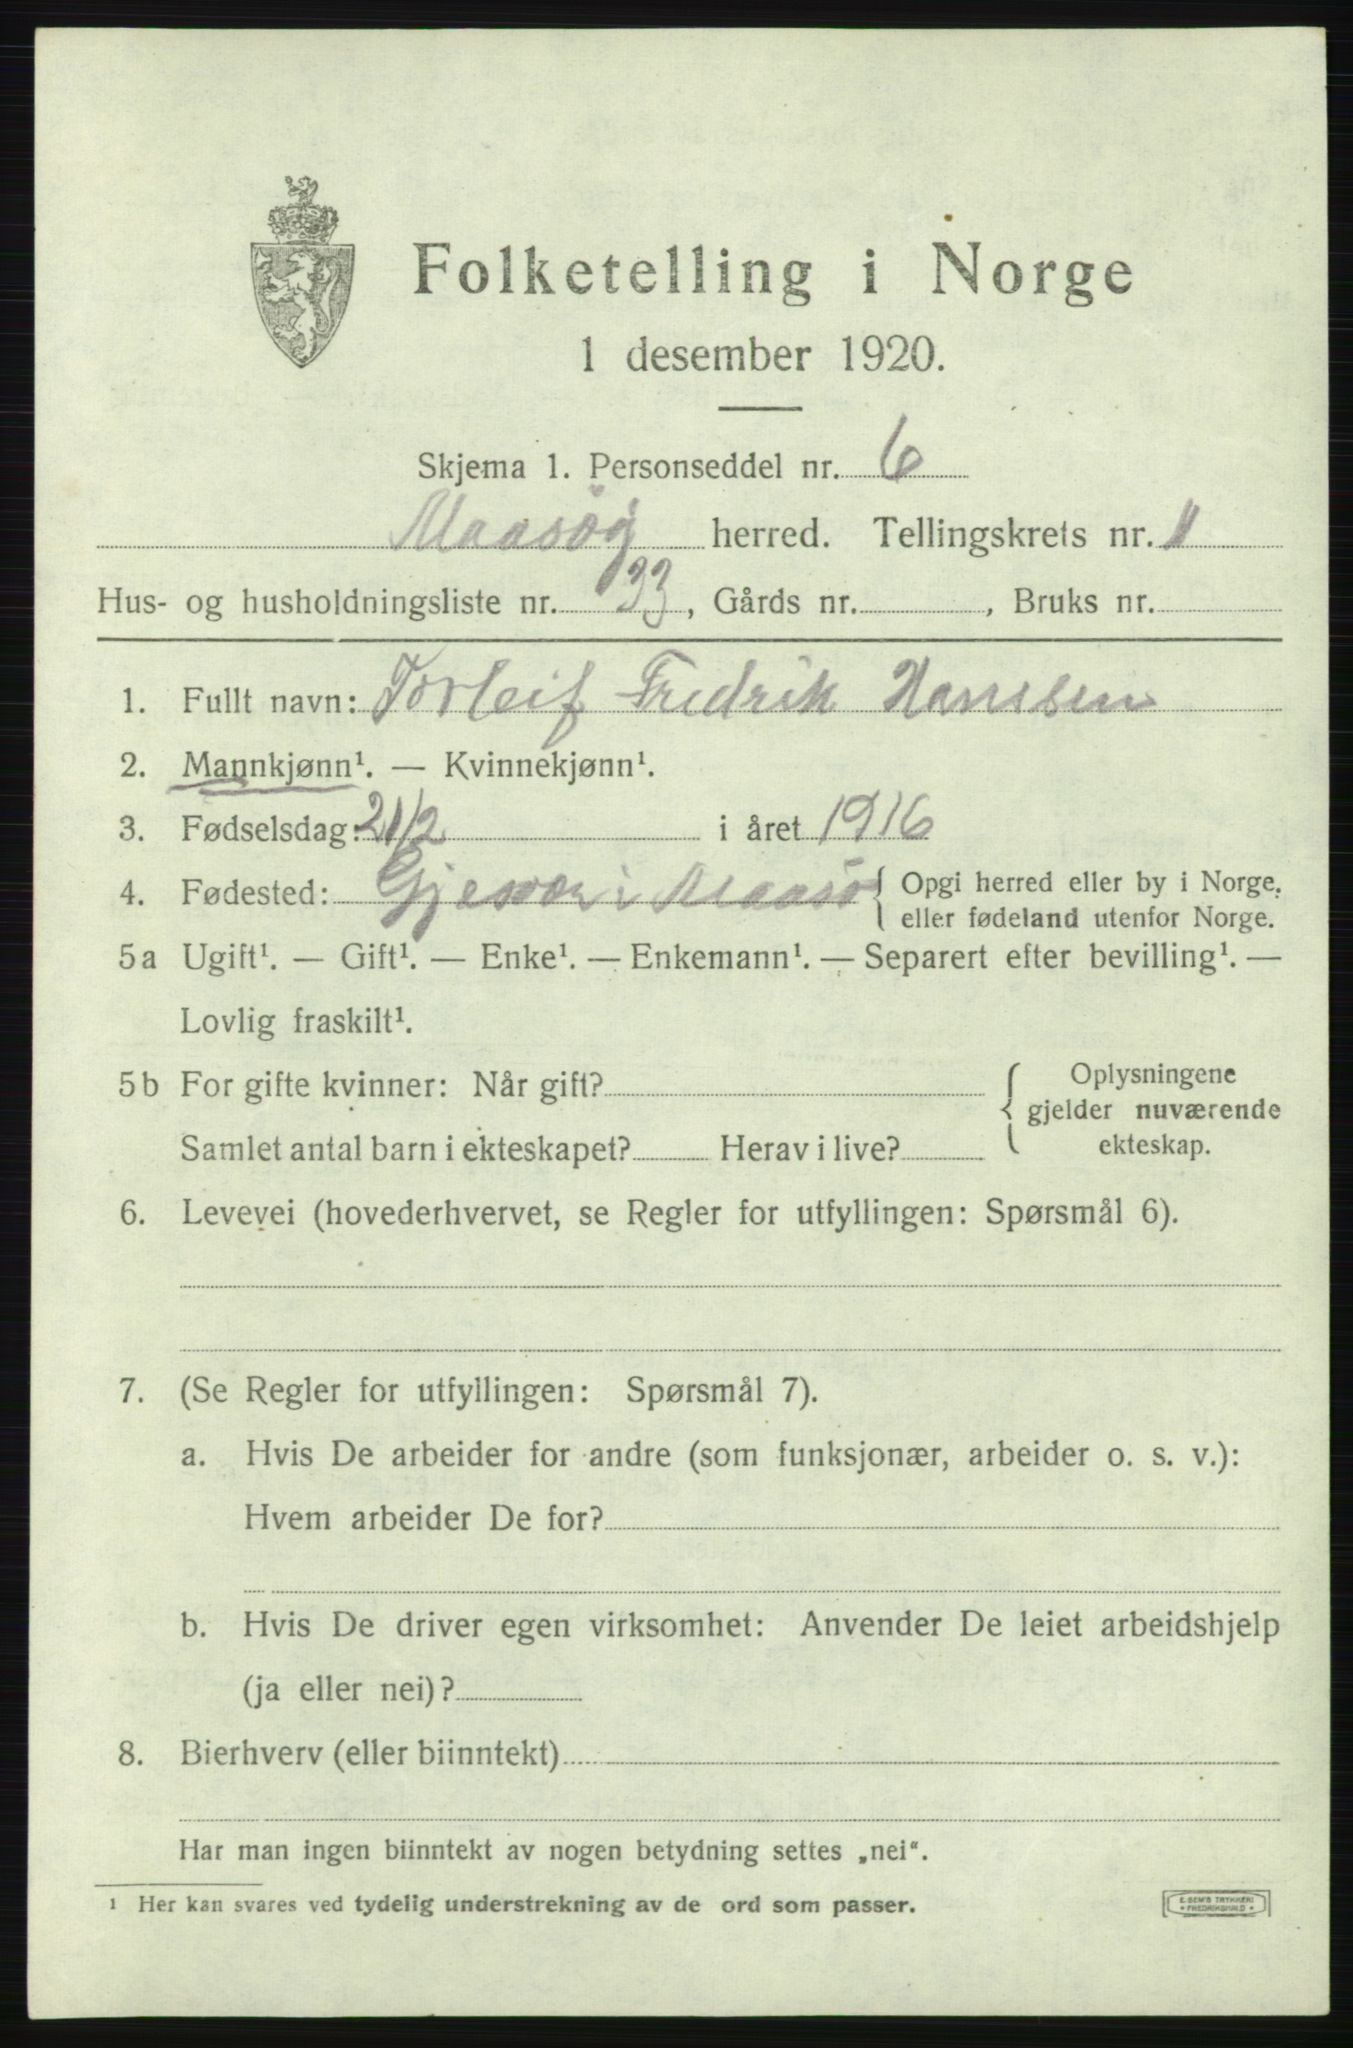 Folketelling i Norge
1 desember 1920.
Skjema 1. Personseddel nr. 6
Maasøy herred. Tellingskrets nr. 11
Hus- og husholdningsliste nr. 33, Gårds nr. , Bruks nr.
1. Fullt navn: Torleif Fredrik Hansen
2. Mannkjønn¹. — Kvinnekjønn¹.
3. Fødselsdag: 21/2 i året 1916
4. Fødested: Gjesvær i Maasø { Opgi herred eller by i Norge,
eller fødeland utenfor Norge.
5a Ugift¹. — Gift¹. — Enke¹. — Enkemann¹. — Separert efter bevilling¹. —
Lovlig fraskilt¹.
5b For gifte kvinner: Når gift? { Oplysningene
gjelder nuværende
Samlet antal barn i ekteskapet? Herav i live? ekteskap.
6. Levevei (hovederhvervet, se Regler for utfyllingen: Spørsmål 6).
7. (Se Regler for utfyllingen: Spørsmål 7).
a. Hvis De arbeider for andre (som funksjonær, arbeider o. s. v.):
Hvem arbeider De for?
b. Hvis De driver egen virksomhet: Anvender De leiet arbeidshjelp
(ja eller nei)?
8. Bierhverv (eller biinntekt)
Har man ingen biinntekt av nogen betydning settes „nei“.
¹ Her kan svares ved tydelig understrekning av de ord som passer.
E. SEM'S TRYKKERI
FREDRIKSHALD